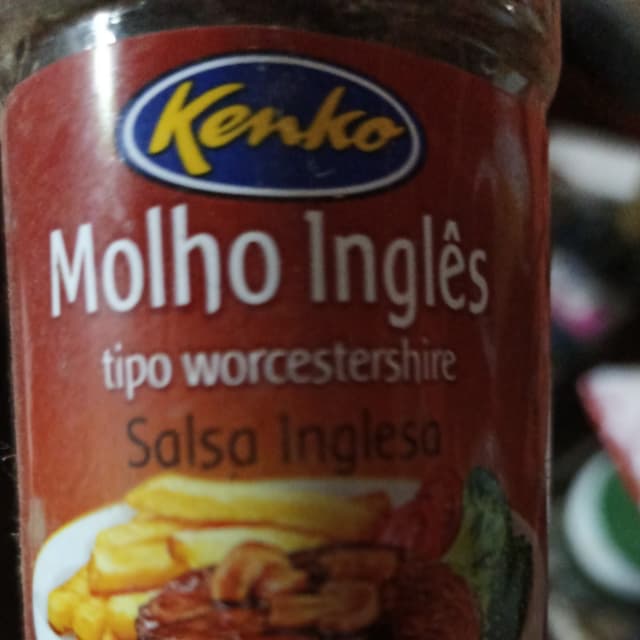 Kenko
Molho Inglês
tipo worcestershire
Salsa Inglesa